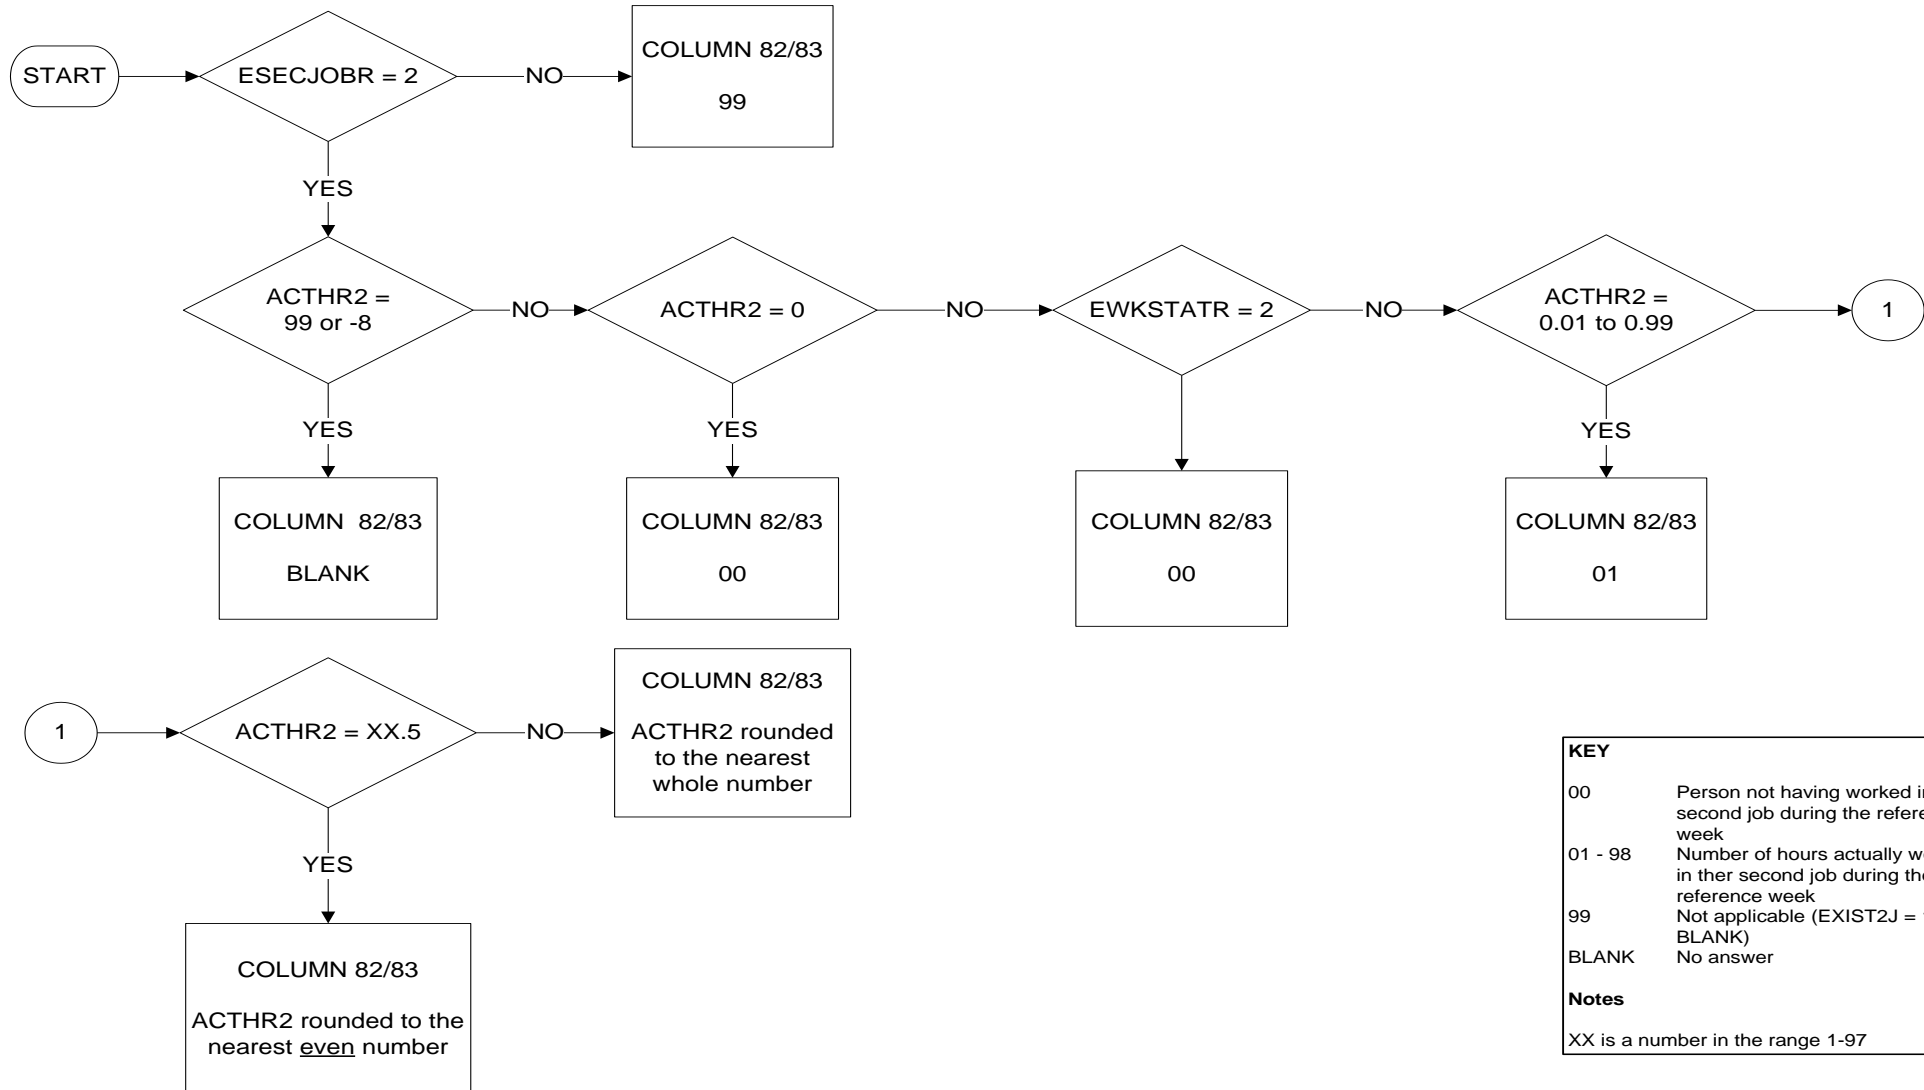 START
ESECJOBR = 2
NO
COLUMN 82/83
99
YES
ACTHR2 =
99 or -8
NO
ACTHR2 = 0
NO
EWKSTATR = 2
NO
ACTHR2 =
0.01 to 0.99
1
YES
YES
YES
COLUMN 82/83
BLANK
COLUMN 82/83
00
COLUMN 82/83
00
COLUMN 82/83
01
1
ACTHR2 = XX.5
NO
COLUMN 82/83
ACTHR2 rounded
to the nearest
whole number
YES
COLUMN 82/83
ACTHR2 rounded to the
nearest even number
KEY
00 Person not having worked
second job during the
week
01 - 98 Number of hours actually
in ther second job during
reference week
99 Not applicable (EXIST2J =
BLANK)
BLANK No answer
Notes
XX is a number in the range 1-97